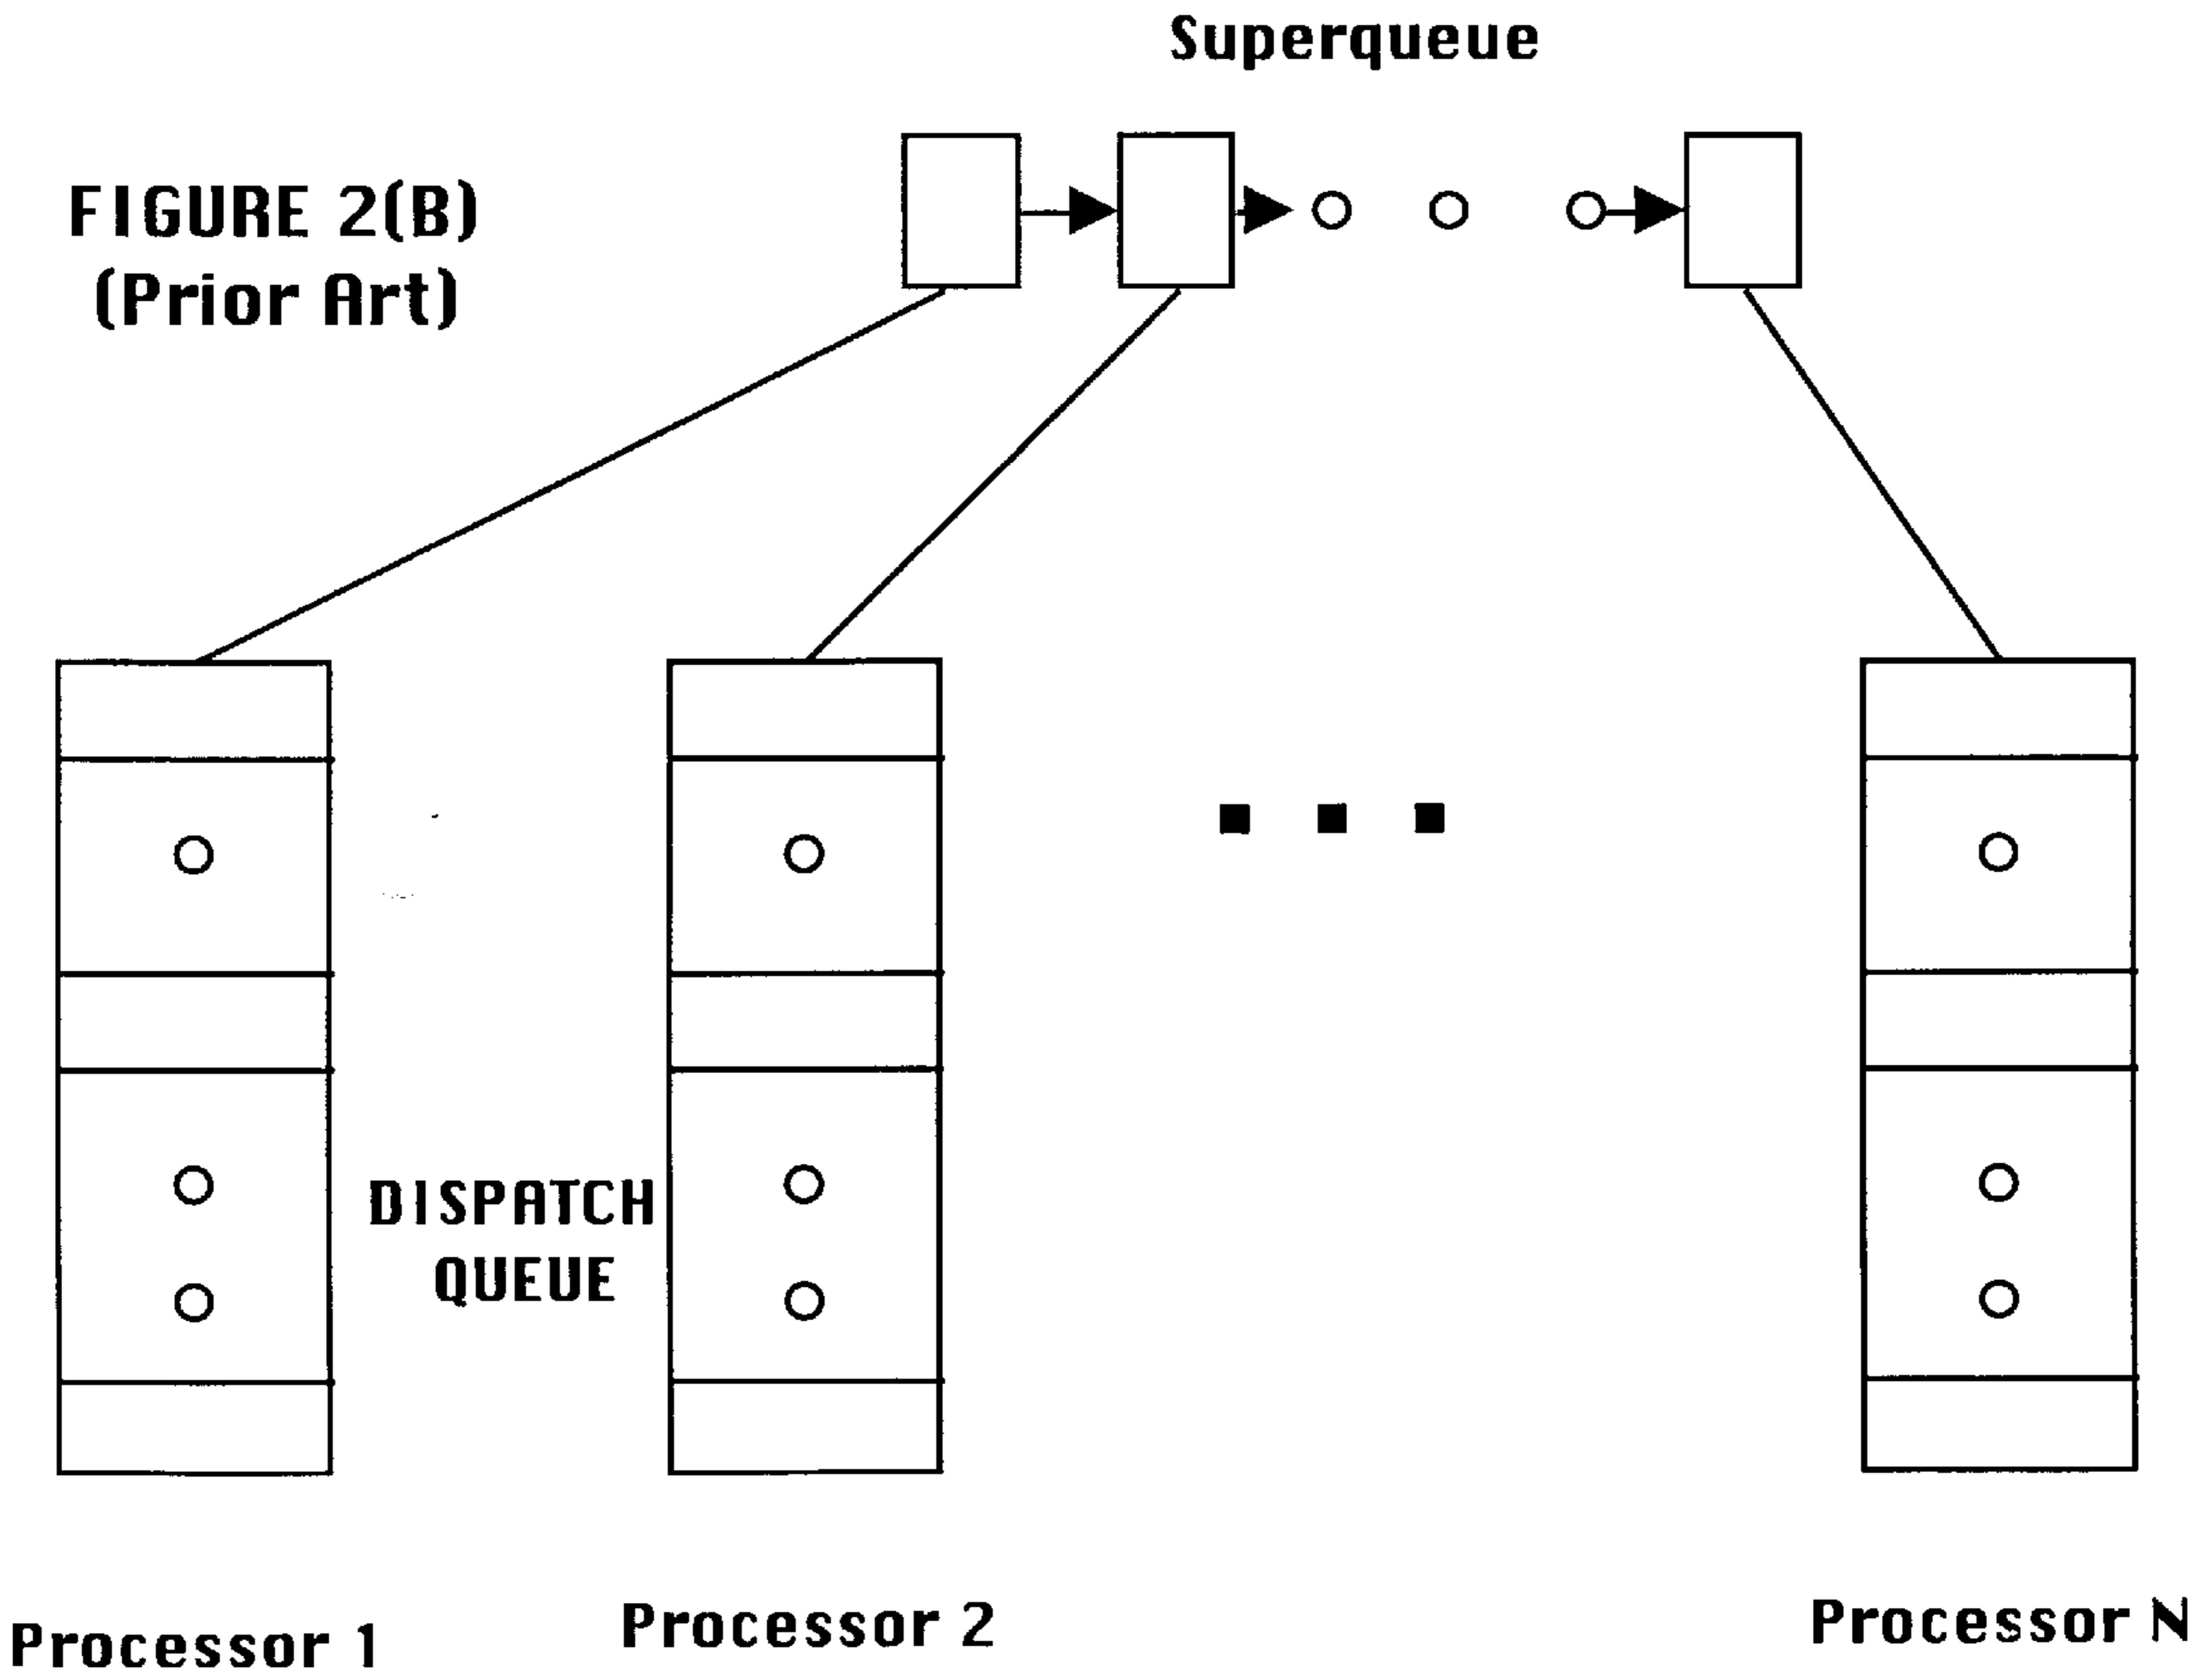 Superqueue
FIGURE 2(B)
(Prior Art)
DISPATCH
QUEUE
Processor 1
Processor 2
Processor N